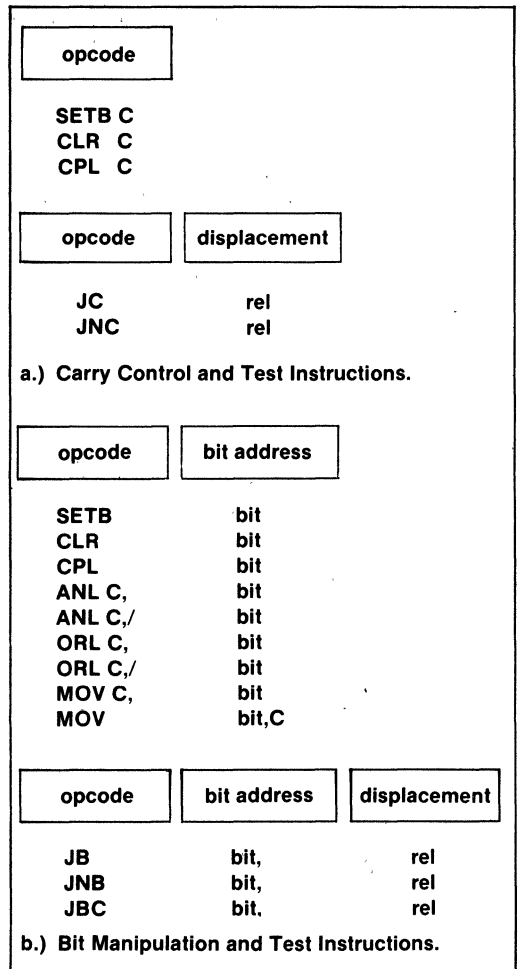 opcode
SETB C
CLR C
CPL C
opcode displacement
JC rel
JNC rel
a.) Carry Control and Test Instructions.
opcode bit address
SETB bit
CLR bit
CPL bit
ANL C, bit
ANL C,/ bit
ORL C, bit
ORL C,/ bit
MOV C, bit
MOV bit,C
opcode bit address displacement
JB bit, rel
JNB bit, rel
JBC bit, rel
b.) Bit Manipulation and Test Instructions.